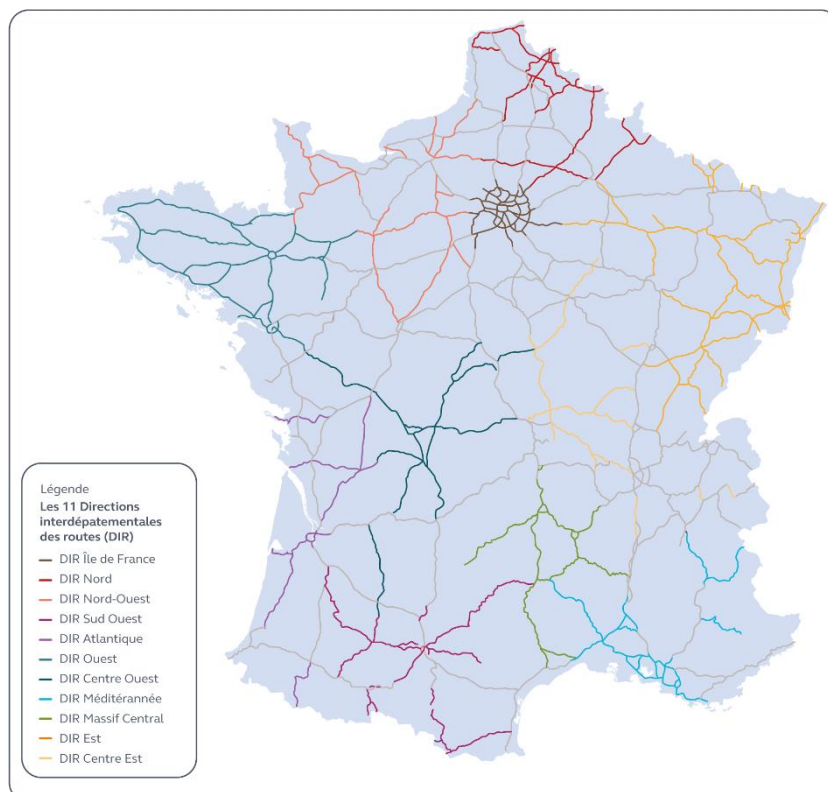 Légende
Les 11 Directions
interdépatementales
des routes (DIR)
DIR Île de France
DIR Nord
DIR Nord-Ouest
DIR Sud Ouest
DIR Atlantique
DIR Ouest
DIR Centre Ouest
DIR Méditérannée
DIR Massif Central
DIR Est
DIR Centre Est